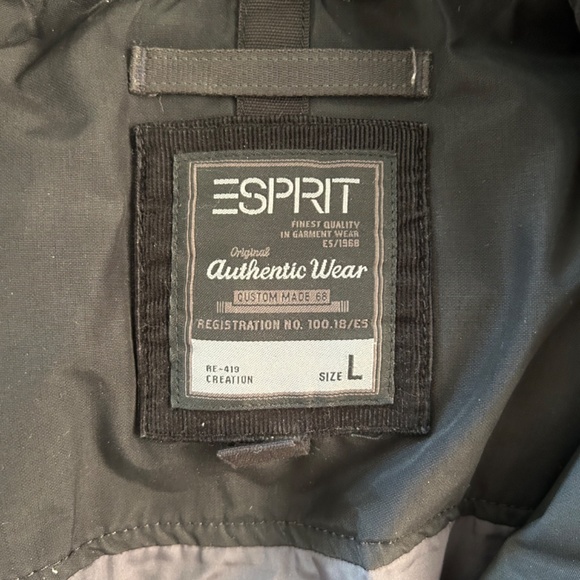 ESPRIT
FINEST QUALITY
IN GARMENT WEAR
ES/1968
Original
Authentic Wear
CUSTOM MADE 68
REGISTRATION NO. 100.18/ES
RE-419
CREATION
SIZE L